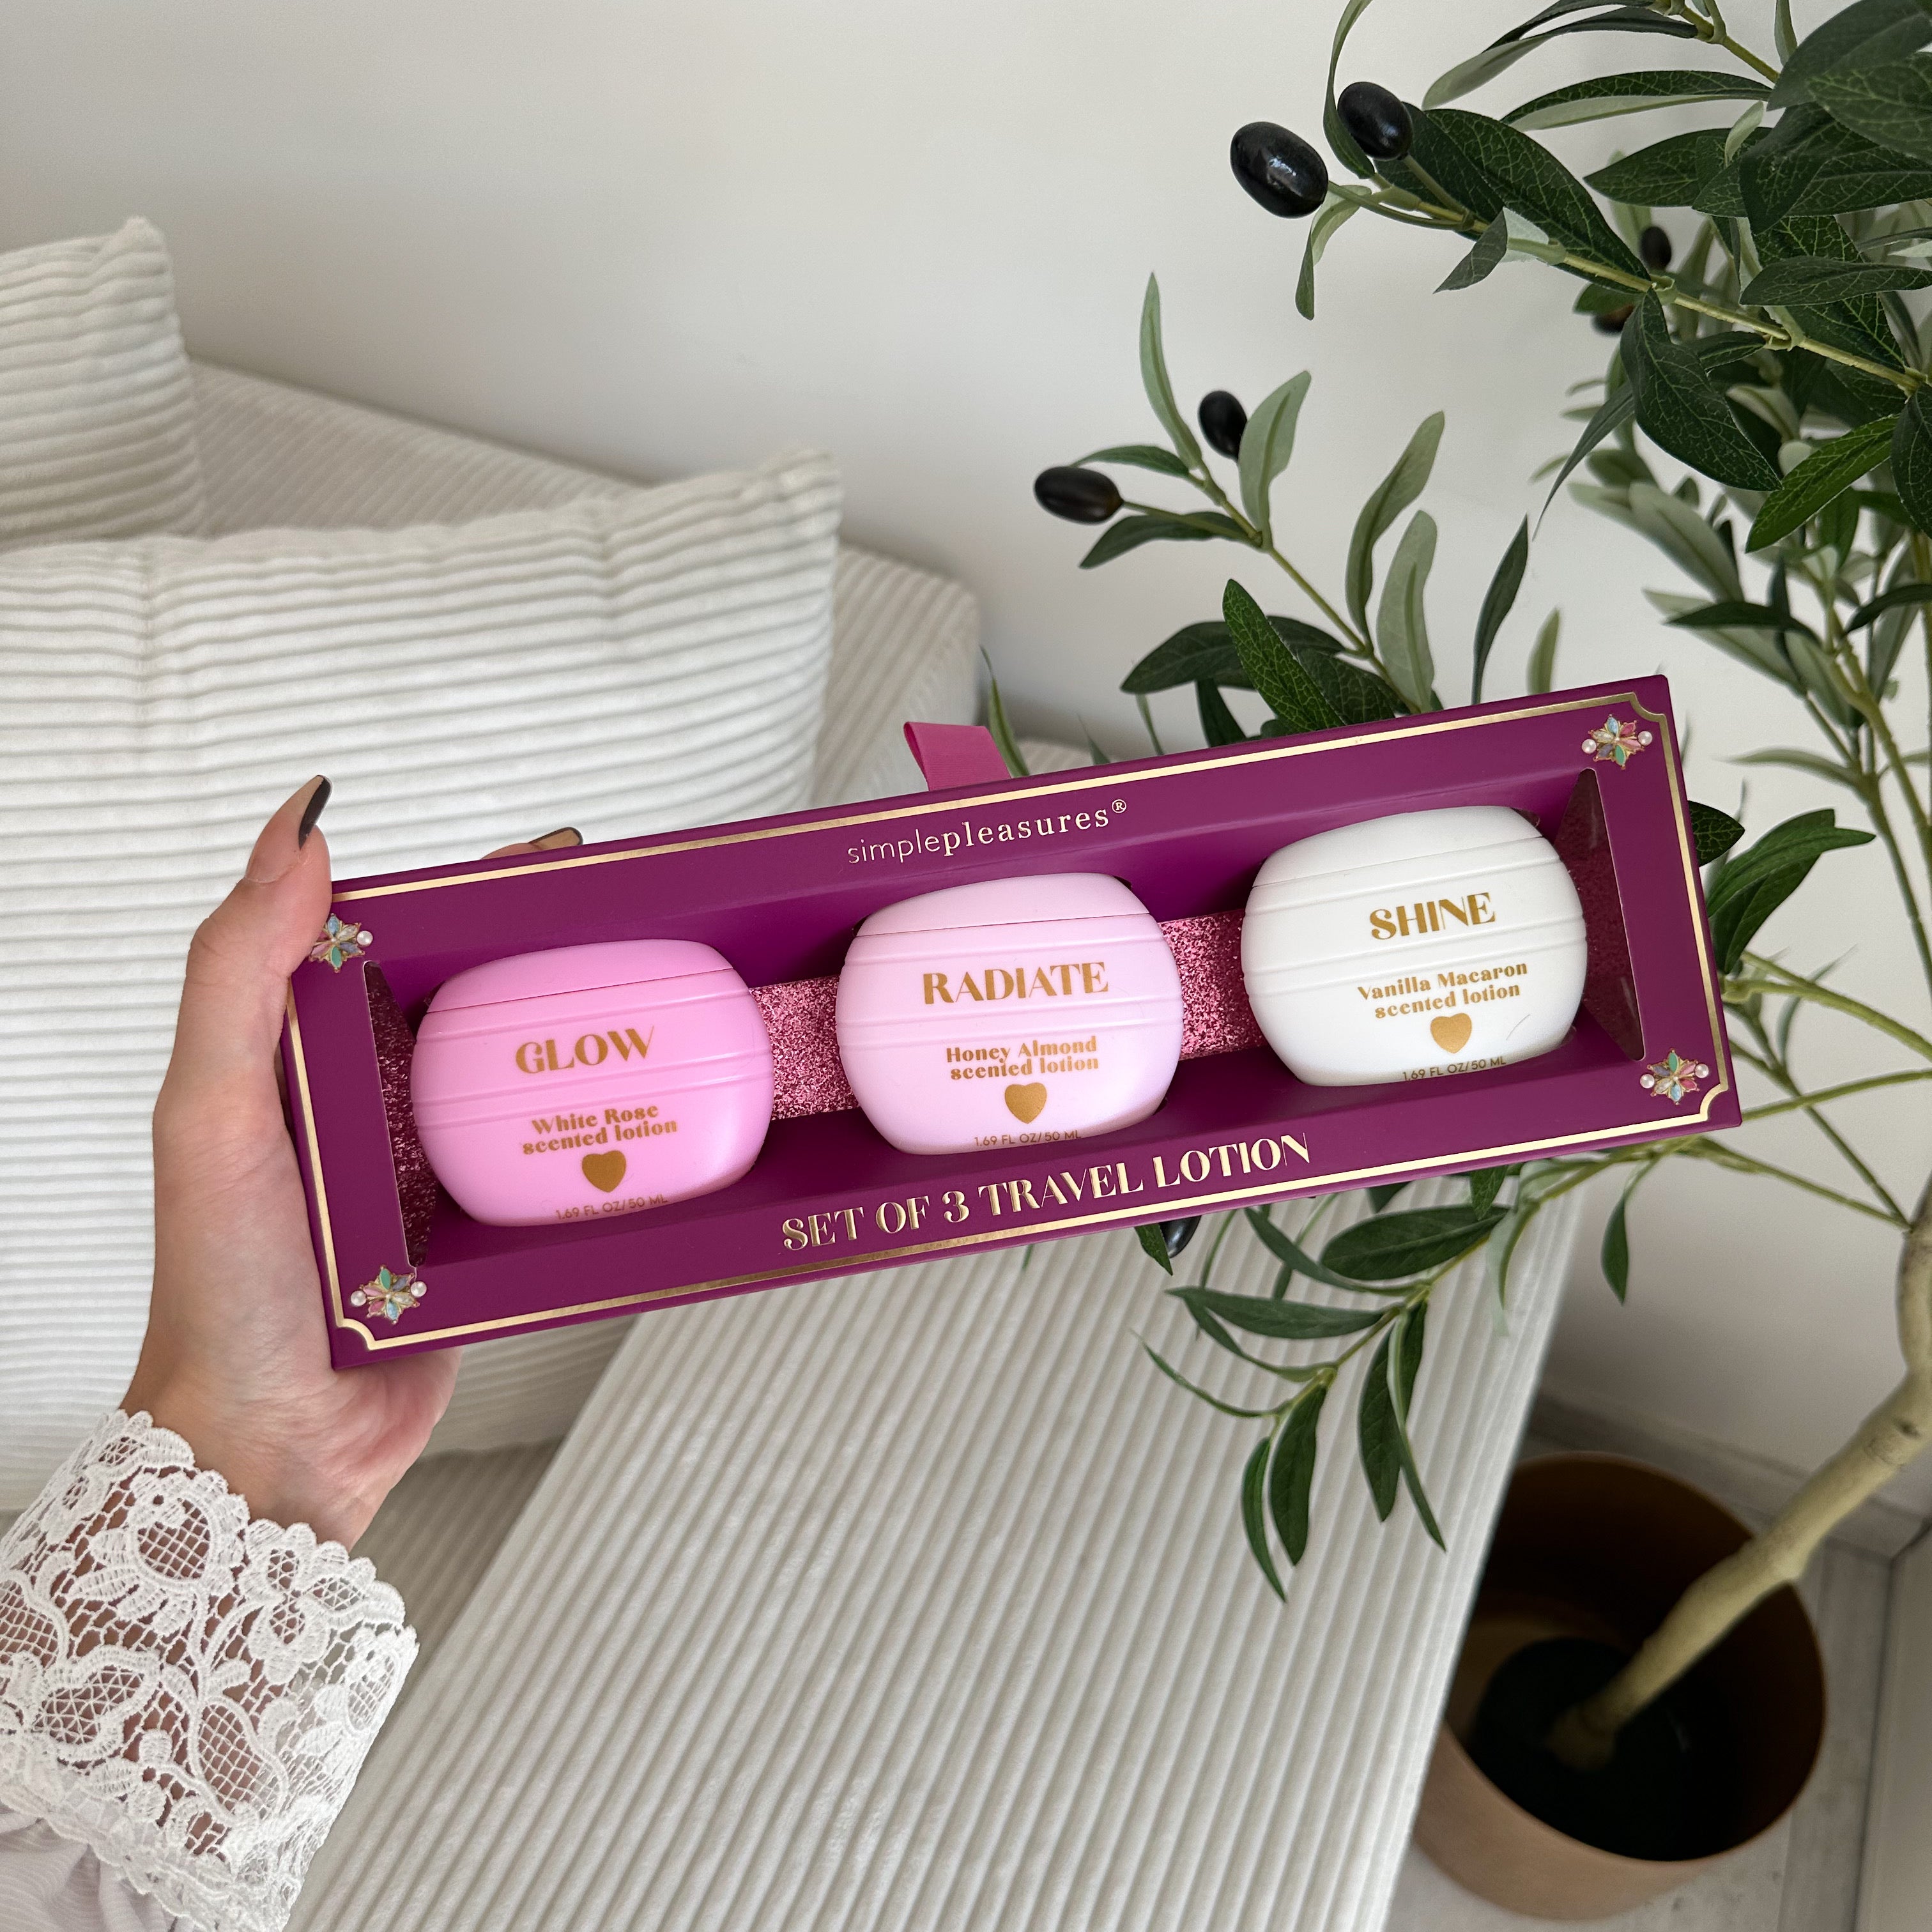 simplepleasures®
GLOW
White Rose
scented lotion
1.69 FL OZ/50 ML
RADIATE
Honey Almond
scented lotion
1.69 FL OZ/50 ML
SHINE
Vanilla Macaron
scented lotion
1.69 FL OZ/50 ML
SET OF 3 TRAVEL LOTION